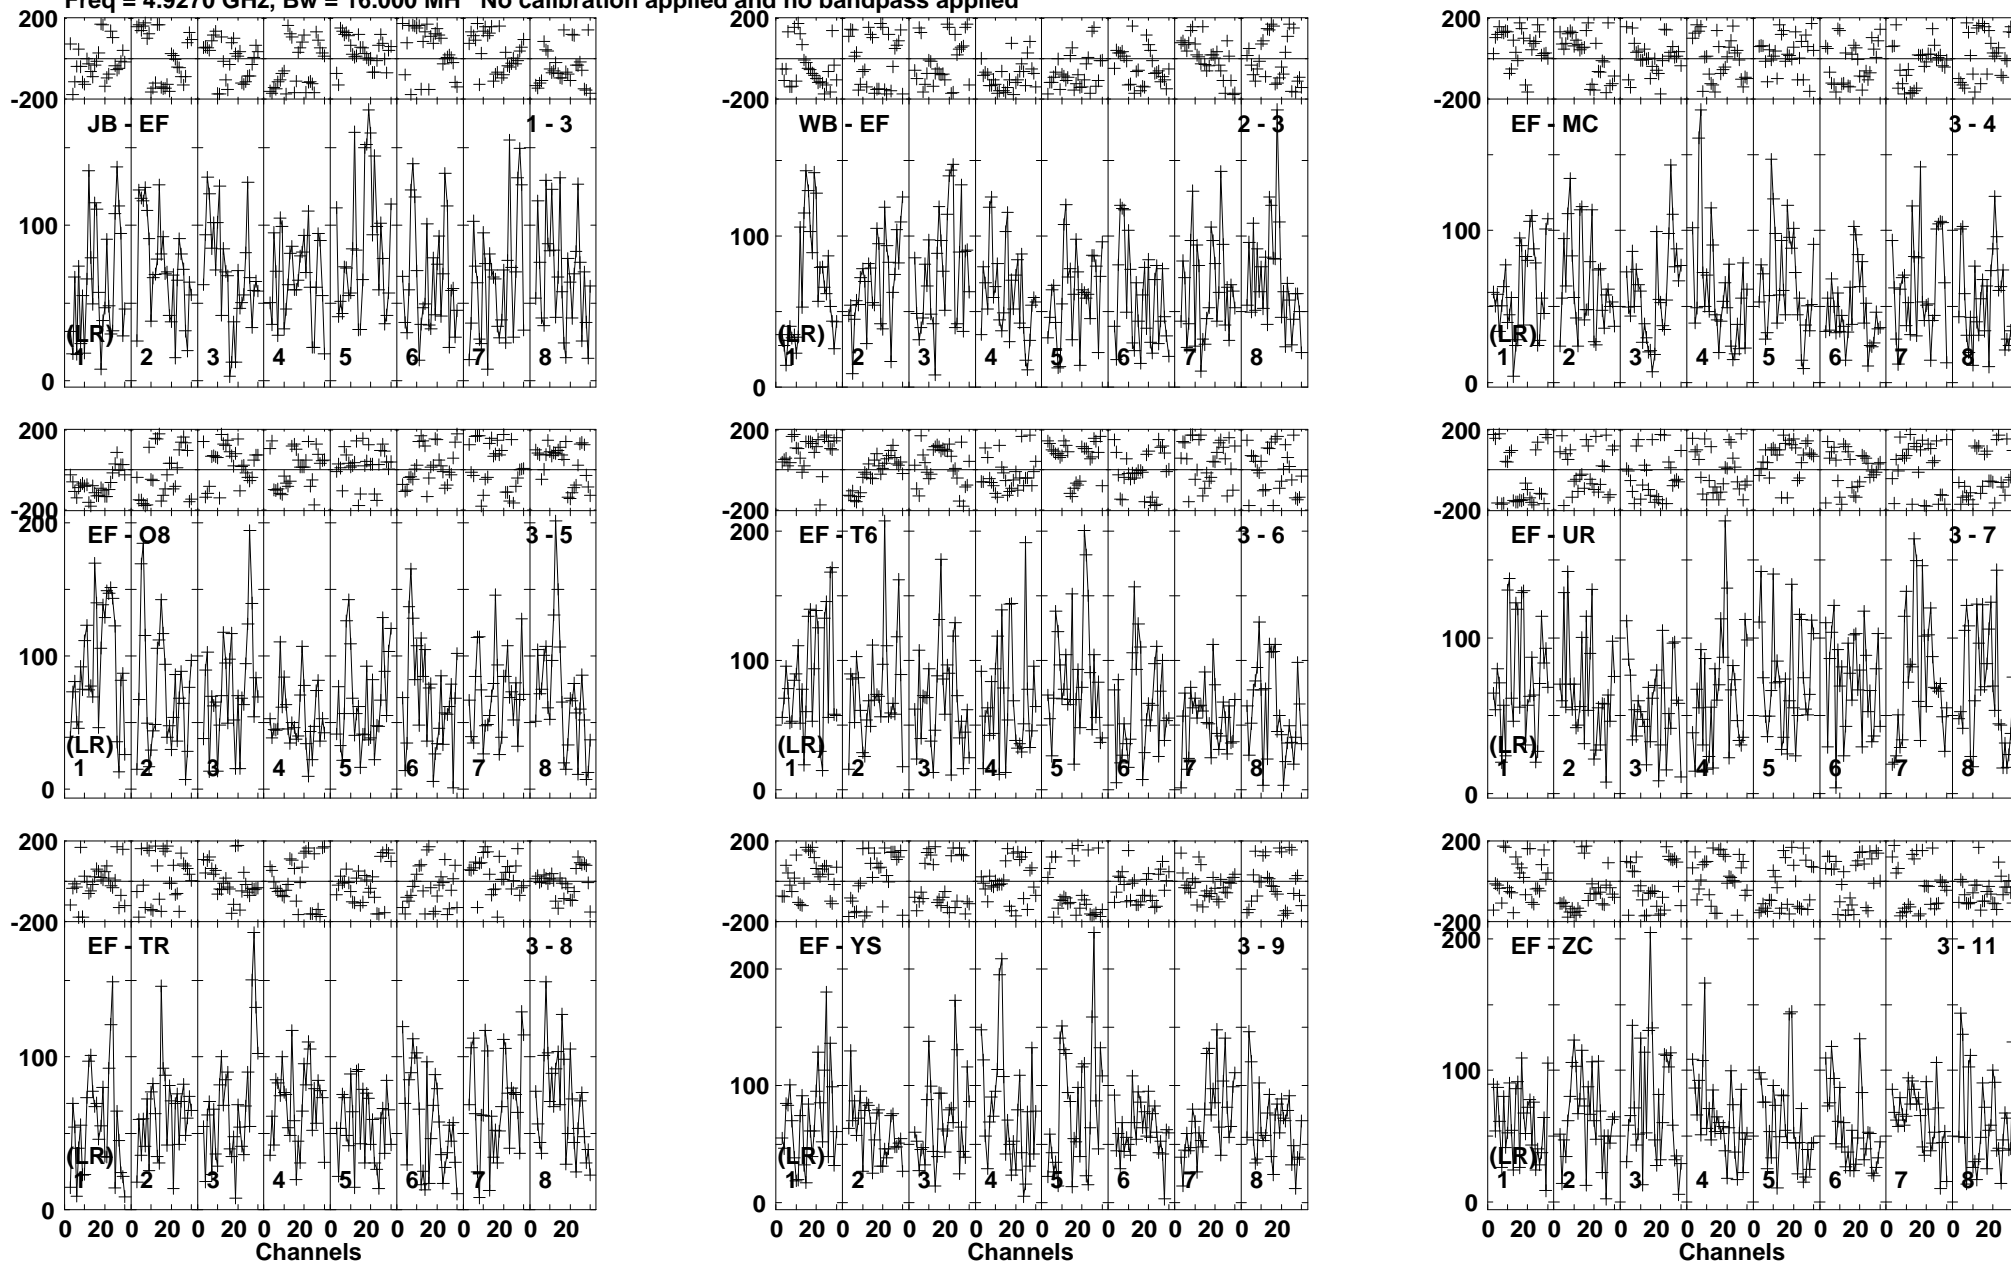 Freq = 4.9270 GHz, Bw = 16.000 MH No calibration applied and no bandpass applied
200
-200
JB - EF
1 - 3
100
0
(LR)
1 2 3 4 5 6 7 8
200
-200
WB - EF
2 - 3
100
0
(LR)
1 2 3 4 5 6 7 8
200
-200
EF - MC
3 - 4
100
0
(LR)
1 2 3 4 5 6 7 8
200
-200
200
EF - O8
3 - 5
100
0
(LR)
1 2 3 4 5 6 7 8
200
-200
200
EF - T6
3 - 6
100
0
(LR)
1 2 3 4 5 6 7 8
200
-200
EF - UR
3 - 7
100
0
(LR)
1 2 3 4 5 6 7 8
200
-200
EF - TR
3 - 8
100
0
(LR)
1 2 3 4 5 6 7 8
0 20 0 20 0 20 0 20 0 20 0 20 0 20 0 20
Channels
200
-200
200
EF - YS
3 - 9
100
0
(LR)
1 2 3 4 5 6 7 8
0 20 0 20 0 20 0 20 0 20 0 20 0 20 0 20
Channels
200
-200
200
EF - ZC
3 - 11
100
0
(LR)
1 2 3 4 5 6 7 8
0 20 0 20 0 20 0 20 0 20 0 20 0 20 0 20
Channels